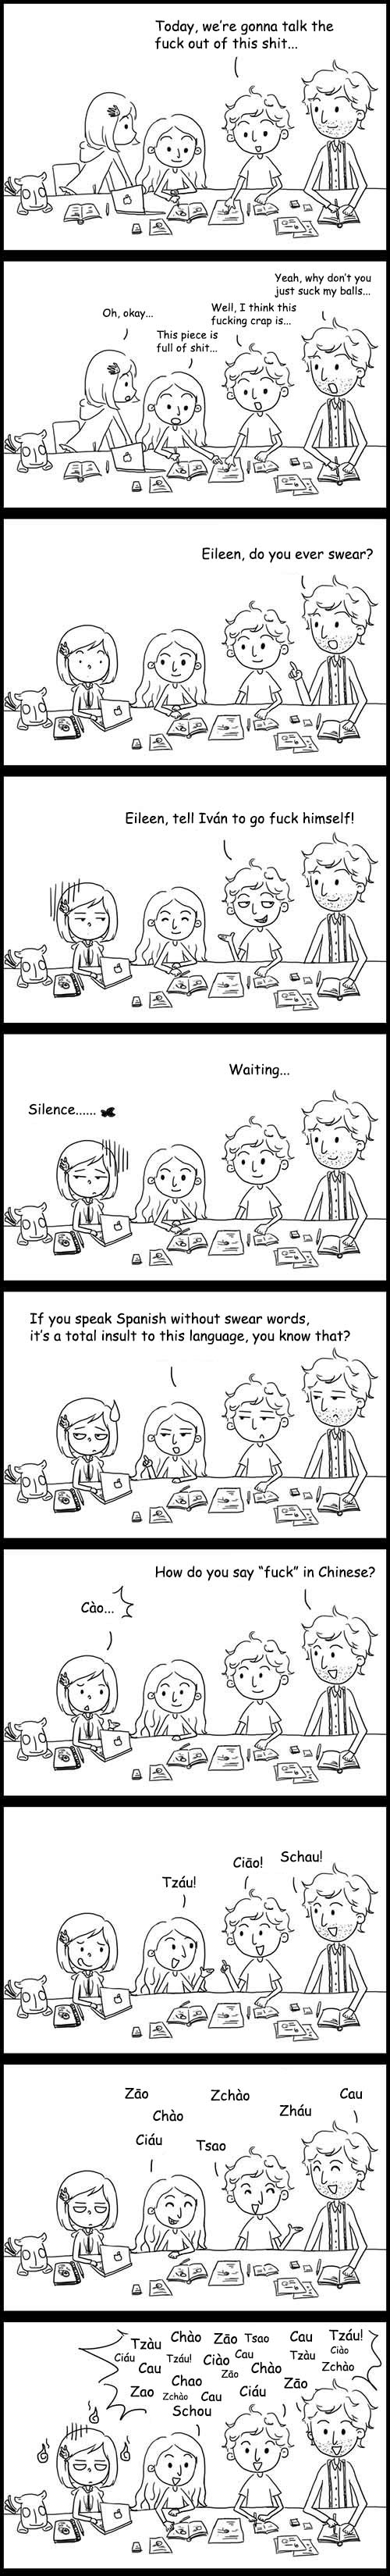 Today, we're gonna talk the
fuck out of this shit...
Oh, okay...
This piece is
full of shit...
Well, I think this
fucking crap is...
Yeah, why don't you
just suck my balls...
Eileen, do you ever swear?
Eileen, tell Iván to go fuck himself!
Silence......
Waiting...
If you speak Spanish without swear words,
it's a total insult to this language, you know that?
How do you say "fuck" in Chinese?
Cào...
Tzáu!
Ciāo!
Schau!
Zāo
Zchào
Cau
Chào
Zháu
Ciáu
Tsao
Tzàu
Chào
Zāo
Tsao
Cau
Tzáu!
Ciáu
Tzáu!
Ciào
Cau
Tzàu
Ciào
Cau
Zāo
Chào
Zchào
Chao
Zāo
Zao
Zchào
Cau
Ciáu
Schou